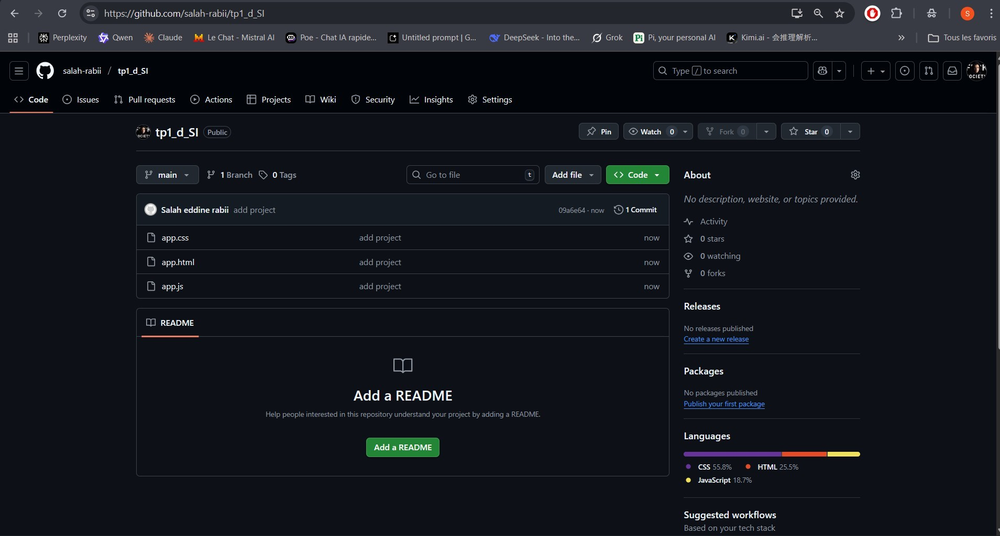 https://github.com/salah-rabii/tp1_d_SI
S
Perplexity
Qwen
Claude
Le Chat - Mistral AI
Poe - Chat IA rapide...
Untitled prompt | G...
DeepSeek - Into the...
Grok
Pi, your personal AI
Kimi.ai - 会推理解析...
Tous les favoris
salah-rabii / tp1_d_SI
Type / to search
Code
Issues
Pull requests
Actions
Projects
Wiki
Security
Insights
Settings
tp1_d_SI Public
Pin
Watch 0
Fork 0
Star 0
main
1 Branch
0 Tags
Go to file t
Add file
Code
Salah eddine rabii add project
09a6e64 · now
1 Commit
app.css add project now
app.html add project now
app.js add project now
README
Add a README
Help people interested in this repository understand your project by adding a README.
Add a README
About
No description, website, or topics provided.
Activity
0 stars
0 watching
0 forks
Releases
No releases published
Create a new release
Packages
No packages published
Publish your first package
Languages
CSS 55.8% HTML 25.5%
JavaScript 18.7%
Suggested workflows
Based on your tech stack